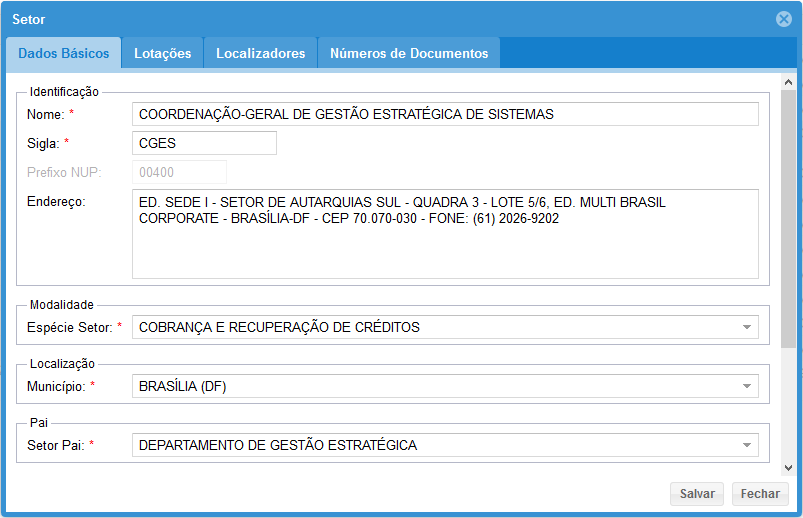 Setor
Dados Básicos Lotações Localizadores Números de Documentos
Identificação
Nome: * COORDENAÇÃO-GERAL DE GESTÃO ESTRATÉGICA DE SISTEMAS
Sigla: * CGES
Prefixo NUP: 00400
Endereço: ED. SEDE I - SETOR DE AUTARQUIAS SUL - QUADRA 3 - LOTE 5/6, ED. MULTI BRASIL
CORPORATE - BRASÍLIA-DF - CEP 70.070-030 - FONE: (61) 2026-9202
Modalidade
Espécie Setor: * COBRANÇA E RECUPERAÇÃO DE CRÉDITOS
Localização
Município: * BRASÍLIA (DF)
Pai
Setor Pai: * DEPARTAMENTO DE GESTÃO ESTRATÉGICA
Salvar Fechar